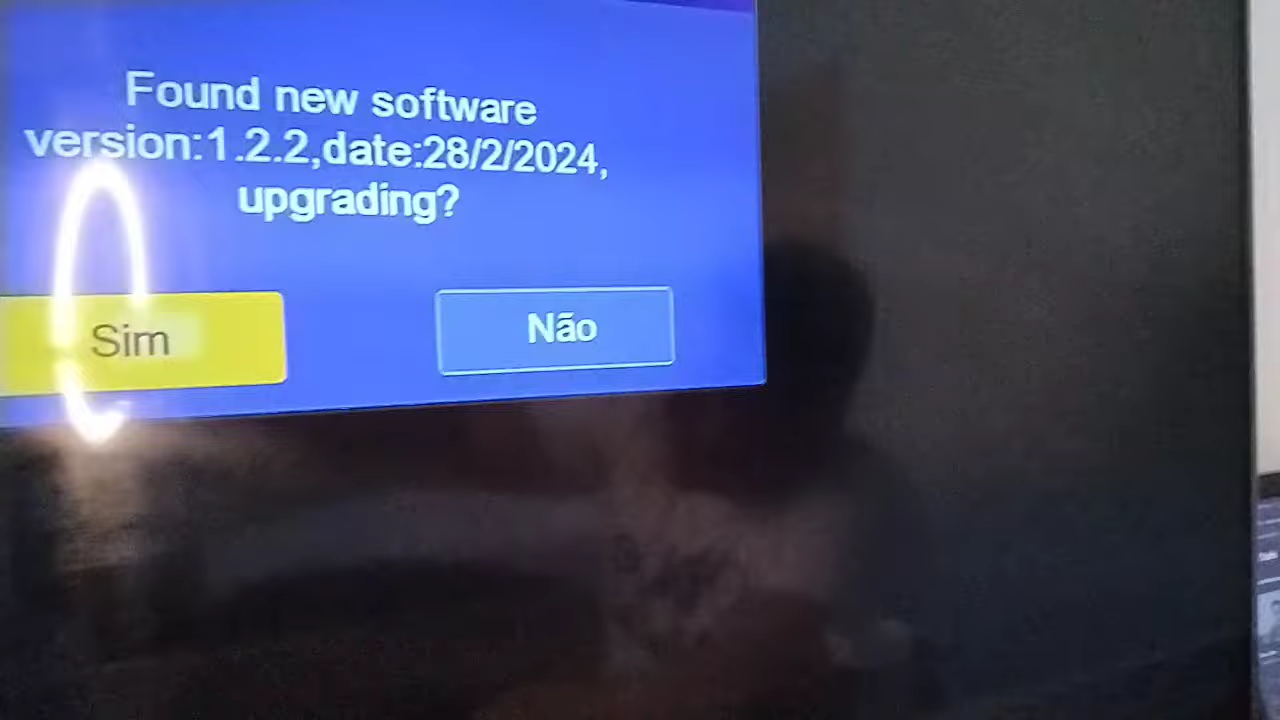 Found new software
version:1.2.2,date:28/2/2024,
upgrading?
Sim
Não